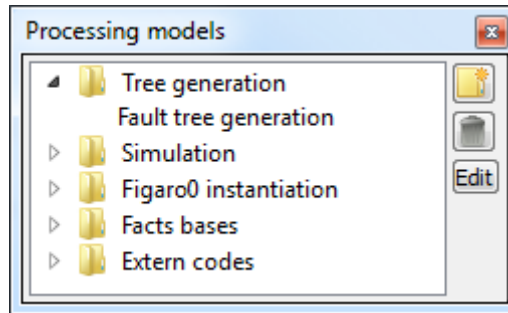 Processing models
Tree generation
Fault tree generation
Simulation
Figaro0 instantiation
Edit
Facts bases
Extern codes